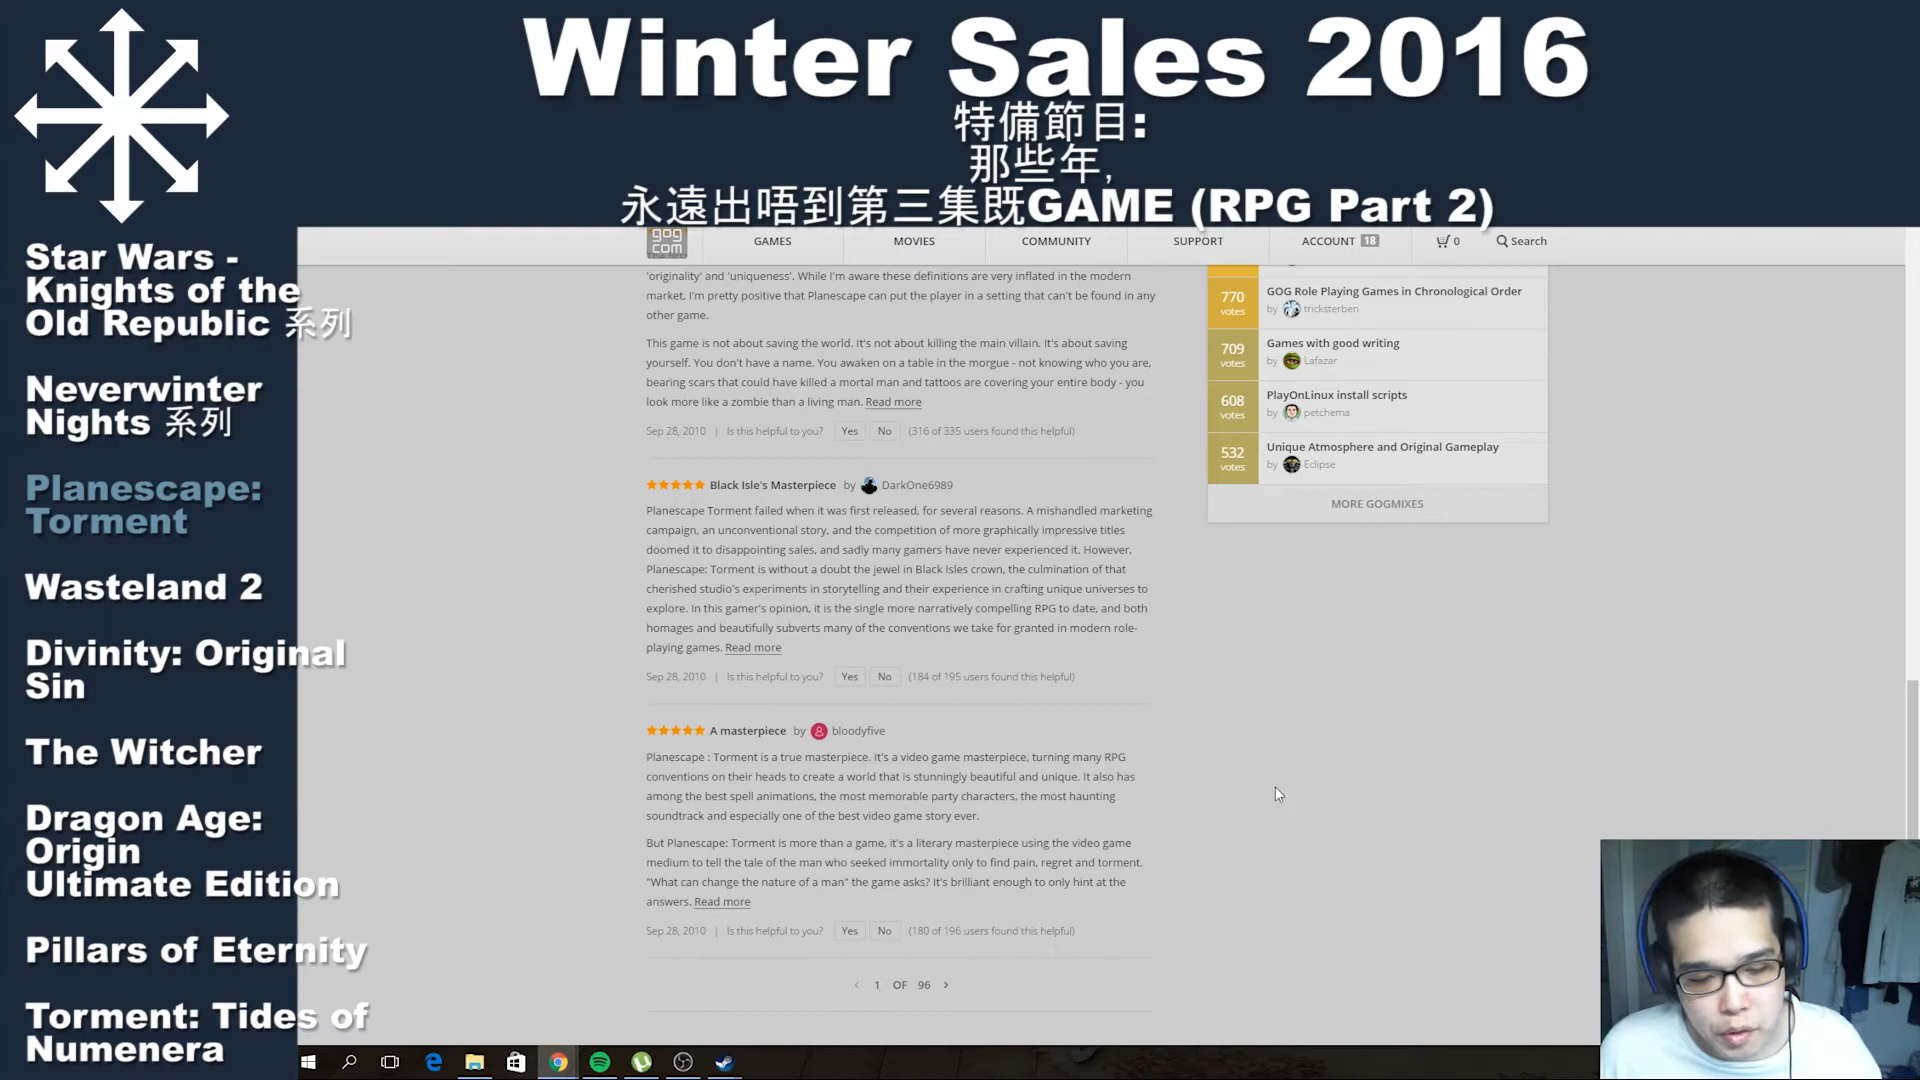 Winter Sales 2016
特備節目:
那些年,
永遠出唔到第三集既GAME (RPG Part 2)
Star Wars -
Knights of the
Old Republic 系列
Neverwinter
Nights 系列
Planescape:
Torment
Wasteland 2
Divinity: Original
Sin
The Witcher
Dragon Age:
Origin
Ultimate Edition
Pillars of Eternity
Torment: Tides of
Numenera
gog
com
GAMES
MOVIES
COMMUNITY
SUPPORT
ACCOUNT 18
0
Search
'originality' and 'uniqueness'. While I'm aware these definitions are very inflated in the modern
market, I'm pretty positive that Planescape can put the player in a setting that can't be found in any
other game.
This game is not about saving the world. It's not about killing the main villain. It's about saving
yourself. You don't have a name. You awaken on a table in the morgue - not knowing who you are,
bearing scars that could have killed a mortal man and tattoos are covering your entire body - you
look more like a zombie than a living man. Read more
Sep 28, 2010 | Is this helpful to you? Yes No (316 of 335 users found this helpful)
Black Isle's Masterpiece by DarkOne6989
Planescape Torment failed when it was first released, for several reasons. A mishandled marketing
campaign, an unconventional story, and the competition of more graphically impressive titles
doomed it to disappointing sales, and sadly many gamers have never experienced it. However,
Planescape: Torment is without a doubt the jewel in Black Isles crown, the culmination of that
cherished studio's experiments in storytelling and their experience in crafting unique universes to
explore. In this gamer's opinion, it is the single more narratively compelling RPG to date, and both
homages and beautifully subverts many of the conventions we take for granted in modern role-
playing games. Read more
Sep 28, 2010 | Is this helpful to you? Yes No (184 of 195 users found this helpful)
A masterpiece by bloodyfive
Planescape : Torment is a true masterpiece. It's a video game masterpiece, turning many RPG
conventions on their heads to create a world that is stunningly beautiful and unique. It also has
among the best spell animations, the most memorable party characters, the most haunting
soundtrack and especially one of the best video game story ever.
But Planescape: Torment is more than a game, it's a literary masterpiece using the video game
medium to tell the tale of the man who seeked immortality only to find pain, regret and torment.
"What can change the nature of a man" the game asks? It's brilliant enough to only hint at the
answers. Read more
Sep 28, 2010 | Is this helpful to you? Yes No (180 of 196 users found this helpful)
‹ 1 OF 96 ›
770
votes
GOG Role Playing Games in Chronological Order
by tricksterben
709
votes
Games with good writing
by Lafazar
608
votes
PlayOnLinux install scripts
by petchema
532
votes
Unique Atmosphere and Original Gameplay
by Eclipse
MORE GOGMIXES